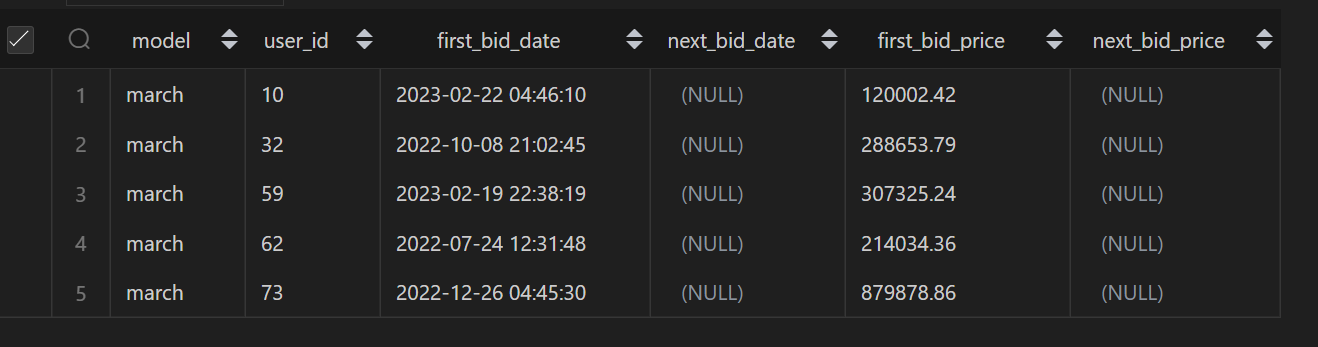 model user_id first_bid_date next_bid_date first_bid_price next_bid_price
1 march 10 2023-02-22 04:46:10 (NULL) 120002.42 (NULL)
2 march 32 2022-10-08 21:02:45 (NULL) 288653.79 (NULL)
3 march 59 2023-02-19 22:38:19 (NULL) 307325.24 (NULL)
4 march 62 2022-07-24 12:31:48 (NULL) 214034.36 (NULL)
5 march 73 2022-12-26 04:45:30 (NULL) 879878.86 (NULL)